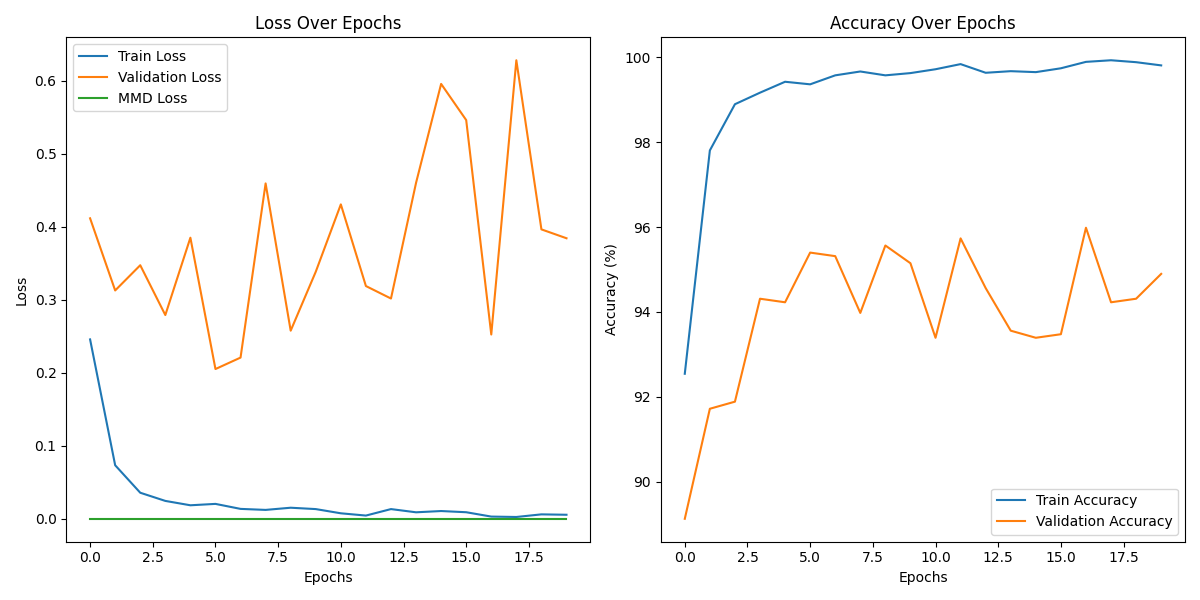 Loss Over Epochs
Train Loss
Validation Loss
MMD Loss
0.6
0.5
0.4
0.3
0.2
0.1
0.0
Loss
0.0 2.5 5.0 7.5 10.0 12.5 15.0 17.5
Epochs
Accuracy Over Epochs
100
98
96
94
92
90
Accuracy (%)
Train Accuracy
Validation Accuracy
0.0 2.5 5.0 7.5 10.0 12.5 15.0 17.5
Epochs